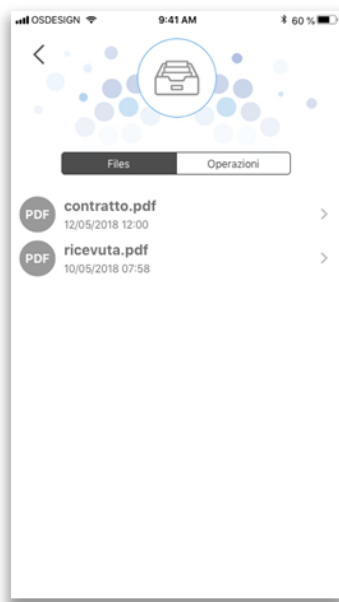 OSDESIGN 9:41 AM 60 %
Files Operazioni
PDF contratto.pdf
12/05/2018 12:00
PDF ricevuta.pdf
10/05/2018 07:58